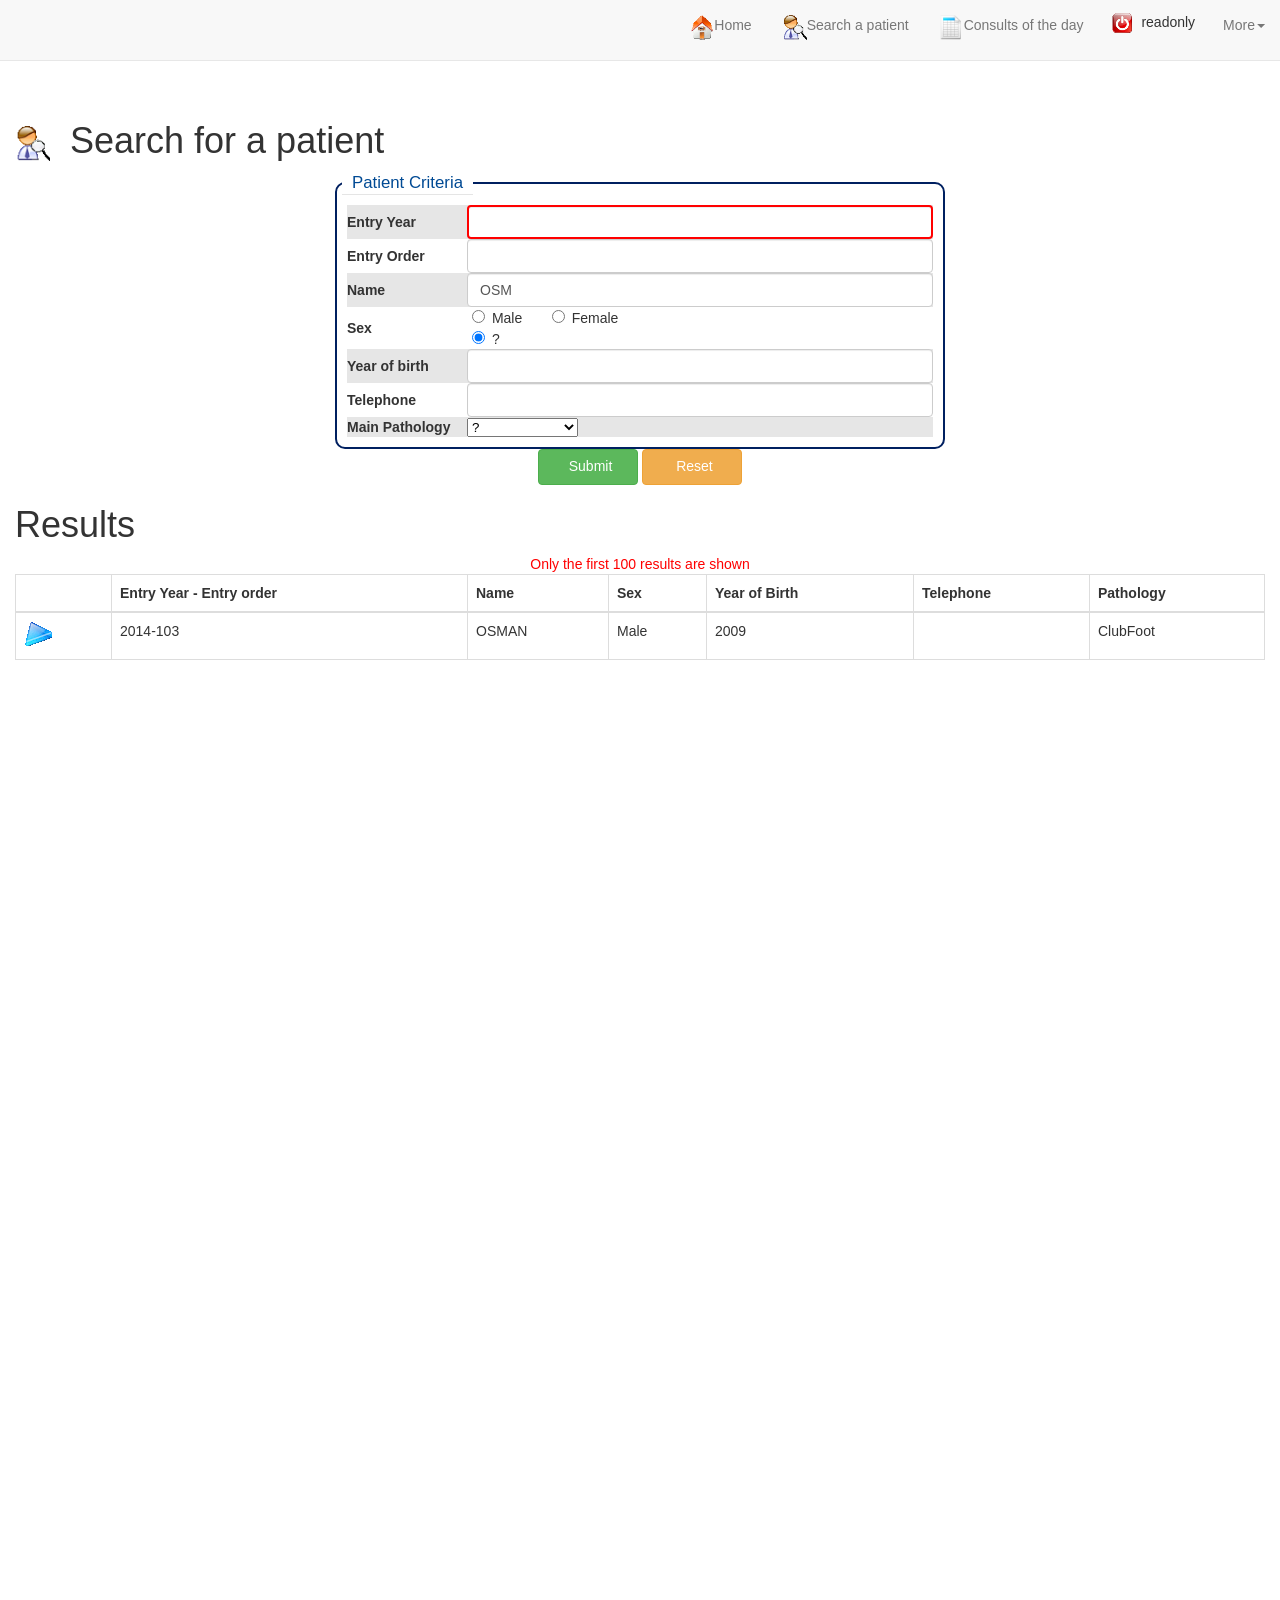 Home Search a patient Consults of the day readonly More
Search for a patient
Patient Criteria
Entry Year
Entry Order
Name OSM
Sex Male Female
?
Year of birth
Telephone
Main Pathology ?
Submit Reset
Results
Only the first 100 results are shown
Entry Year - Entry order Name Sex Year of Birth Telephone Pathology
2014-103 OSMAN Male 2009 ClubFoot